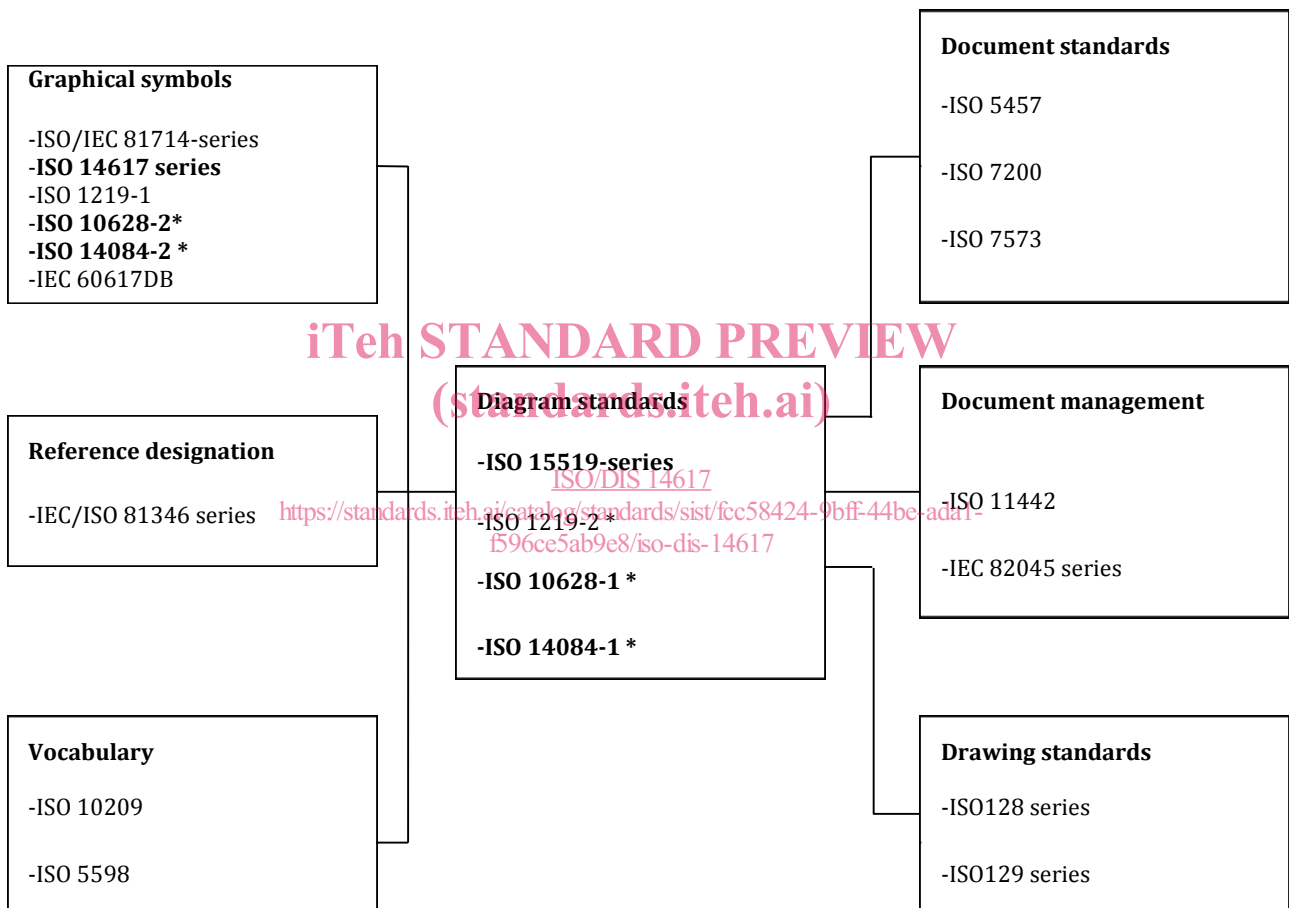 Graphical symbols
-ISO/IEC 81714-series
-ISO 14617 series
-ISO 1219-1
-ISO 10628-2*
-ISO 14084-2 *
-IEC 60617DB
Document standards
-ISO 5457
-ISO 7200
-ISO 7573
iTeh STANDARD PREVIEW
(standards.iteh.ai)
Reference designation
-IEC/ISO 81346 series
Diagram standards
-ISO 15519-series
-ISO 1219-2 *
-ISO 10628-1 *
-ISO 14084-1 *
ISO/DIS 14617
https://standards.iteh.ai/catalog/standards/sist/fcc58424-9bff-44be-ada1-
f596ce5ab9e8/iso-dis-14617
Document management
-ISO 11442
-IEC 82045 series
Vocabulary
-ISO 10209
-ISO 5598
Drawing standards
-ISO128 series
-ISO129 series